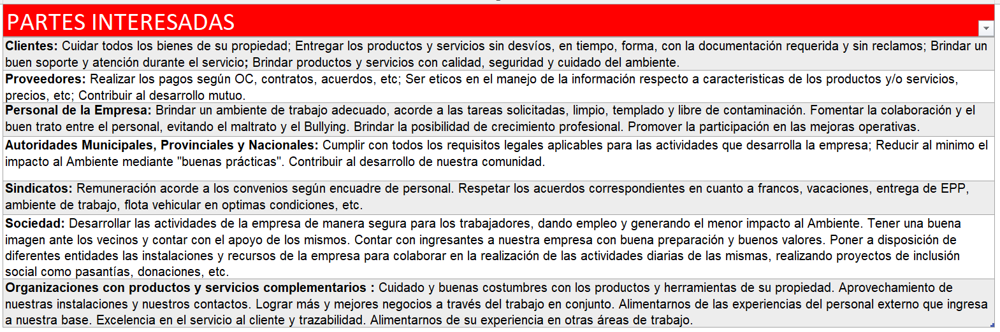 PARTES INTERESADAS
Clientes: Cuidar todos los bienes de su propiedad; Entregar los productos y servicios sin desvíos, en tiempo, forma, con la documentación requerida y sin reclamos; Brindar un
buen soporte y atención durante el servicio; Brindar productos y servicios con calidad, seguridad y cuidado del ambiente.
Proveedores: Realizar los pagos según OC, contratos, acuerdos, etc; Ser eticos en el manejo de la información respecto a caracteristicas de los productos y/o servicios,
precios, etc; Contribuir al desarrollo mutuo.
Personal de la Empresa: Brindar un ambiente de trabajo adecuado, acorde a las tareas solicitadas, limpio, templado y libre de contaminación. Fomentar la colaboración y el
buen trato entre el personal, evitando el maltrato y el Bullying. Brindar la posibilidad de crecimiento profesional. Promover la participación en las mejoras operativas.
Autoridades Municipales, Provinciales y Nacionales: Cumplir con todos los requisitos legales aplicables para las actividades que desarrolla la empresa; Reducir al minimo el
impacto al Ambiente mediante "buenas prácticas". Contribuir al desarrollo de nuestra comunidad.
Sindicatos: Remuneración acorde a los convenios según encuadre de personal. Respetar los acuerdos correspondientes en cuanto a francos, vacaciones, entrega de EPP,
ambiente de trabajo, flota vehicular en optimas condiciones, etc.
Sociedad: Desarrollar las actividades de la empresa de manera segura para los trabajadores, dando empleo y generando el menor impacto al Ambiente. Tener una buena
imagen ante los vecinos y contar con el apoyo de los mismos. Contar con ingresantes a nuestra empresa con buena preparación y buenos valores. Poner a disposición de
diferentes entidades las instalaciones y recursos de la empresa para colaborar en la realización de las actividades diarias de las mismas, realizando proyectos de inclusión
social como pasantías, donaciones, etc.
Organizaciones con productos y servicios complementarios : Cuidado y buenas costumbres con los productos y herramientas de su propiedad. Aprovechamiento de
nuestras instalaciones y nuestros contactos. Lograr más y mejores negocios a través del trabajo en conjunto. Alimentarnos de las experiencias del personal externo que ingresa
a nuestra base. Excelencia en el servicio al cliente y trazabilidad. Alimentarnos de su experiencia en otras áreas de trabajo.